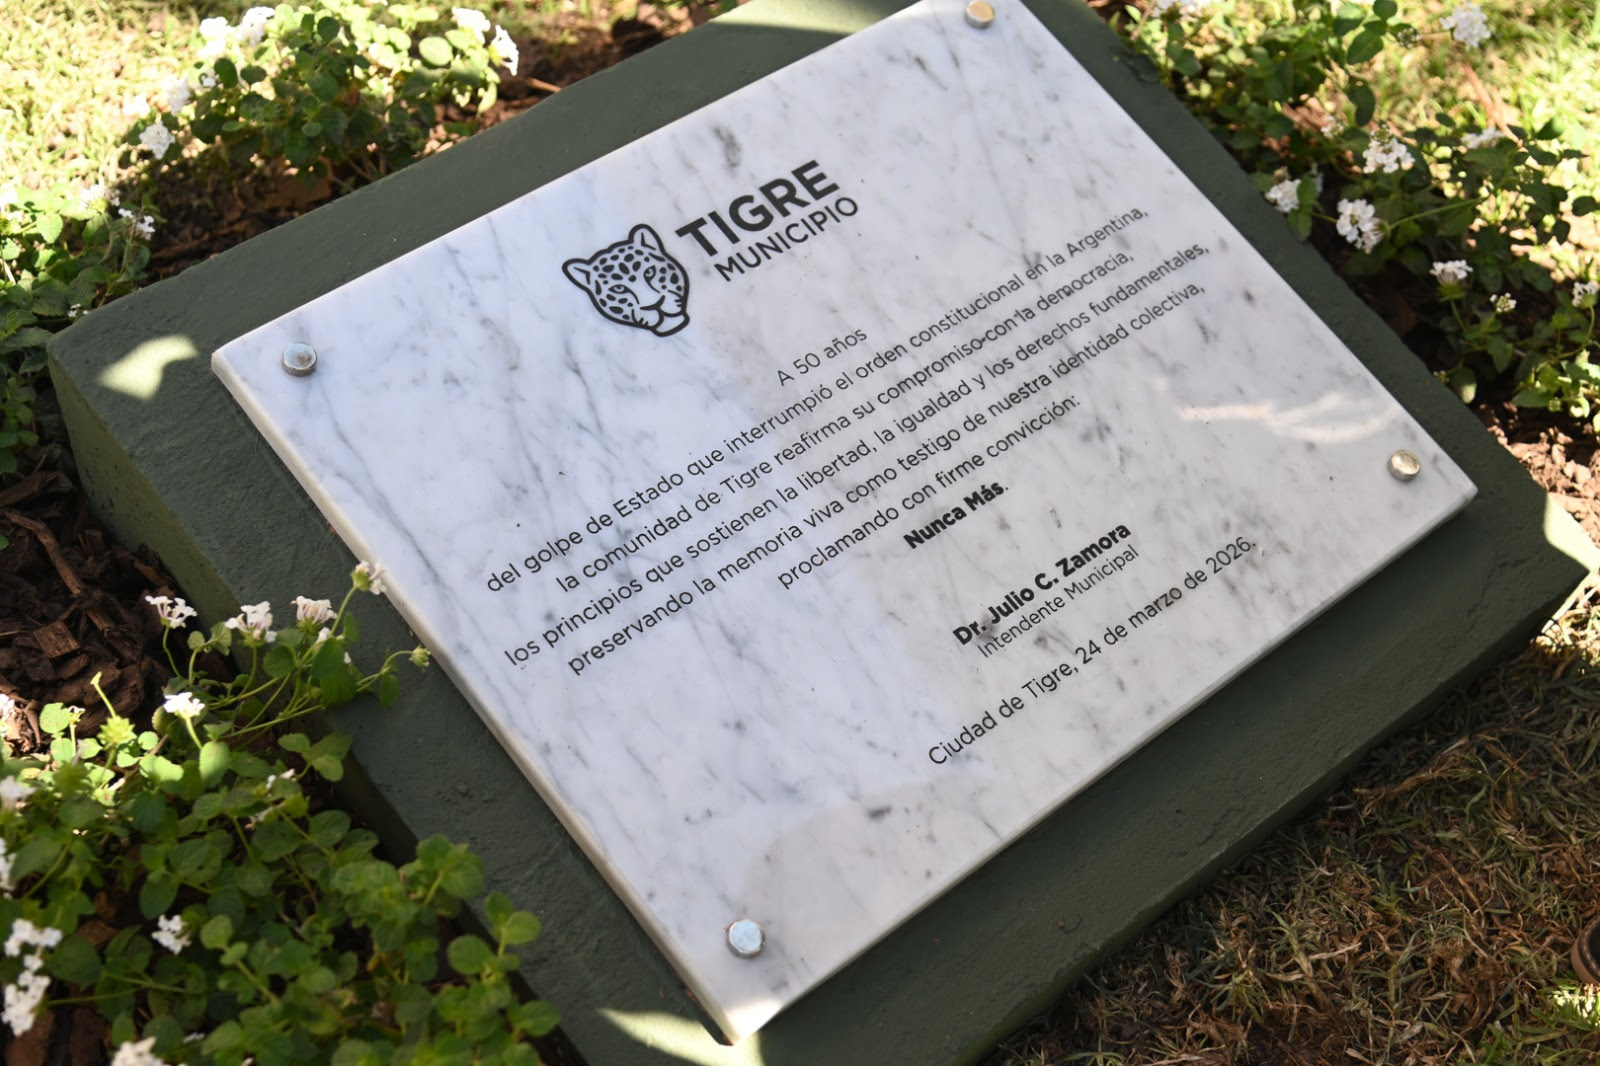 TIGRE
MUNICIPIO
A 50 años
del golpe de Estado que interrumpió el orden constitucional en la Argentina,
la comunidad de Tigre reafirma su compromiso con la democracia,
los principios que sostienen la libertad, la igualdad y los derechos fundamentales,
preservando la memoria viva como testigo de nuestra identidad colectiva,
proclamando con firme convicción:
Nunca Más.
Dr. Julio C. Zamora
Intendente Municipal
Ciudad de Tigre, 24 de marzo de 2026.